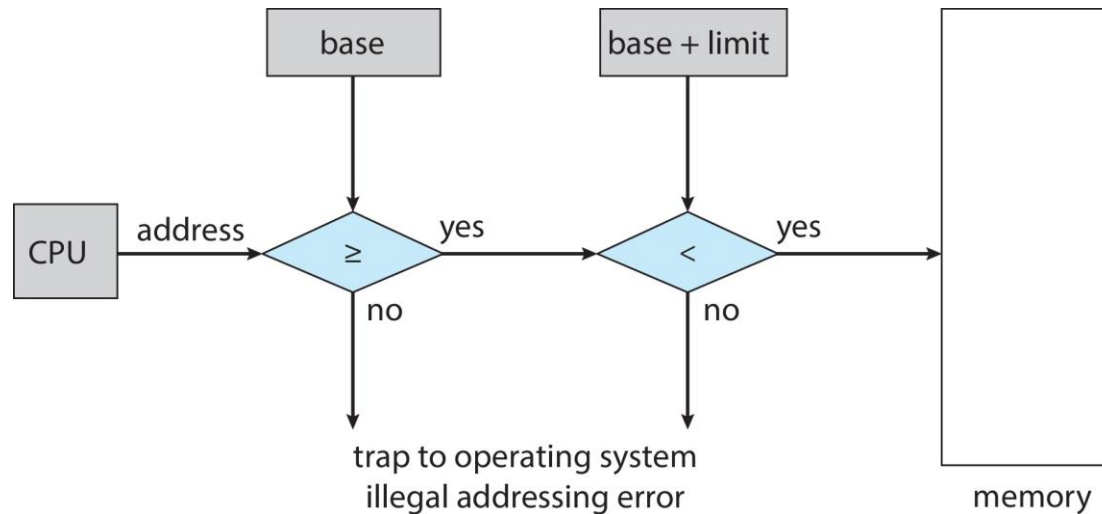 base
base + limit
CPU
address
≥
yes
<
yes
no
no
trap to operating system
illegal addressing error
memory